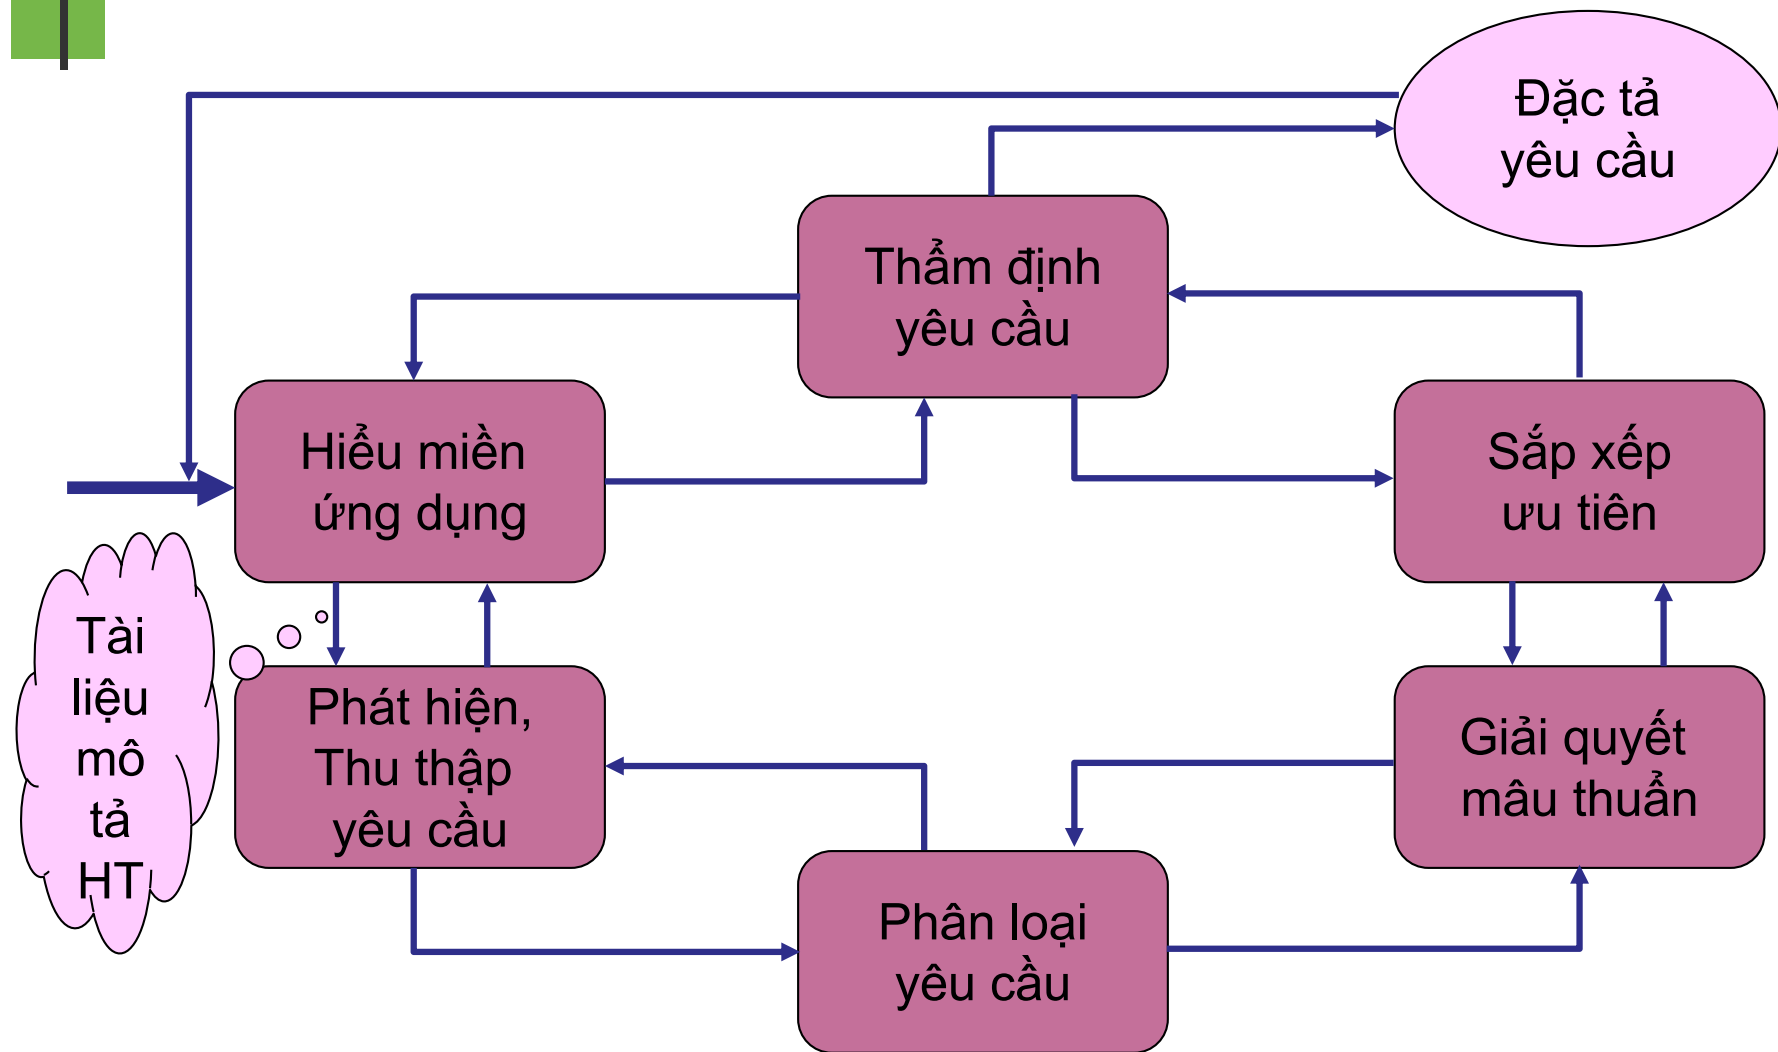 Đặc tả
yêu cầu
Thẩm định
yêu cầu
Hiểu miền
ứng dụng
Sắp xếp
ưu tiên
Tài
liệu
mô
tả
HT
Phát hiện,
Thu thập
yêu cầu
Giải quyết
mâu thuẩn
Phân loại
yêu cầu